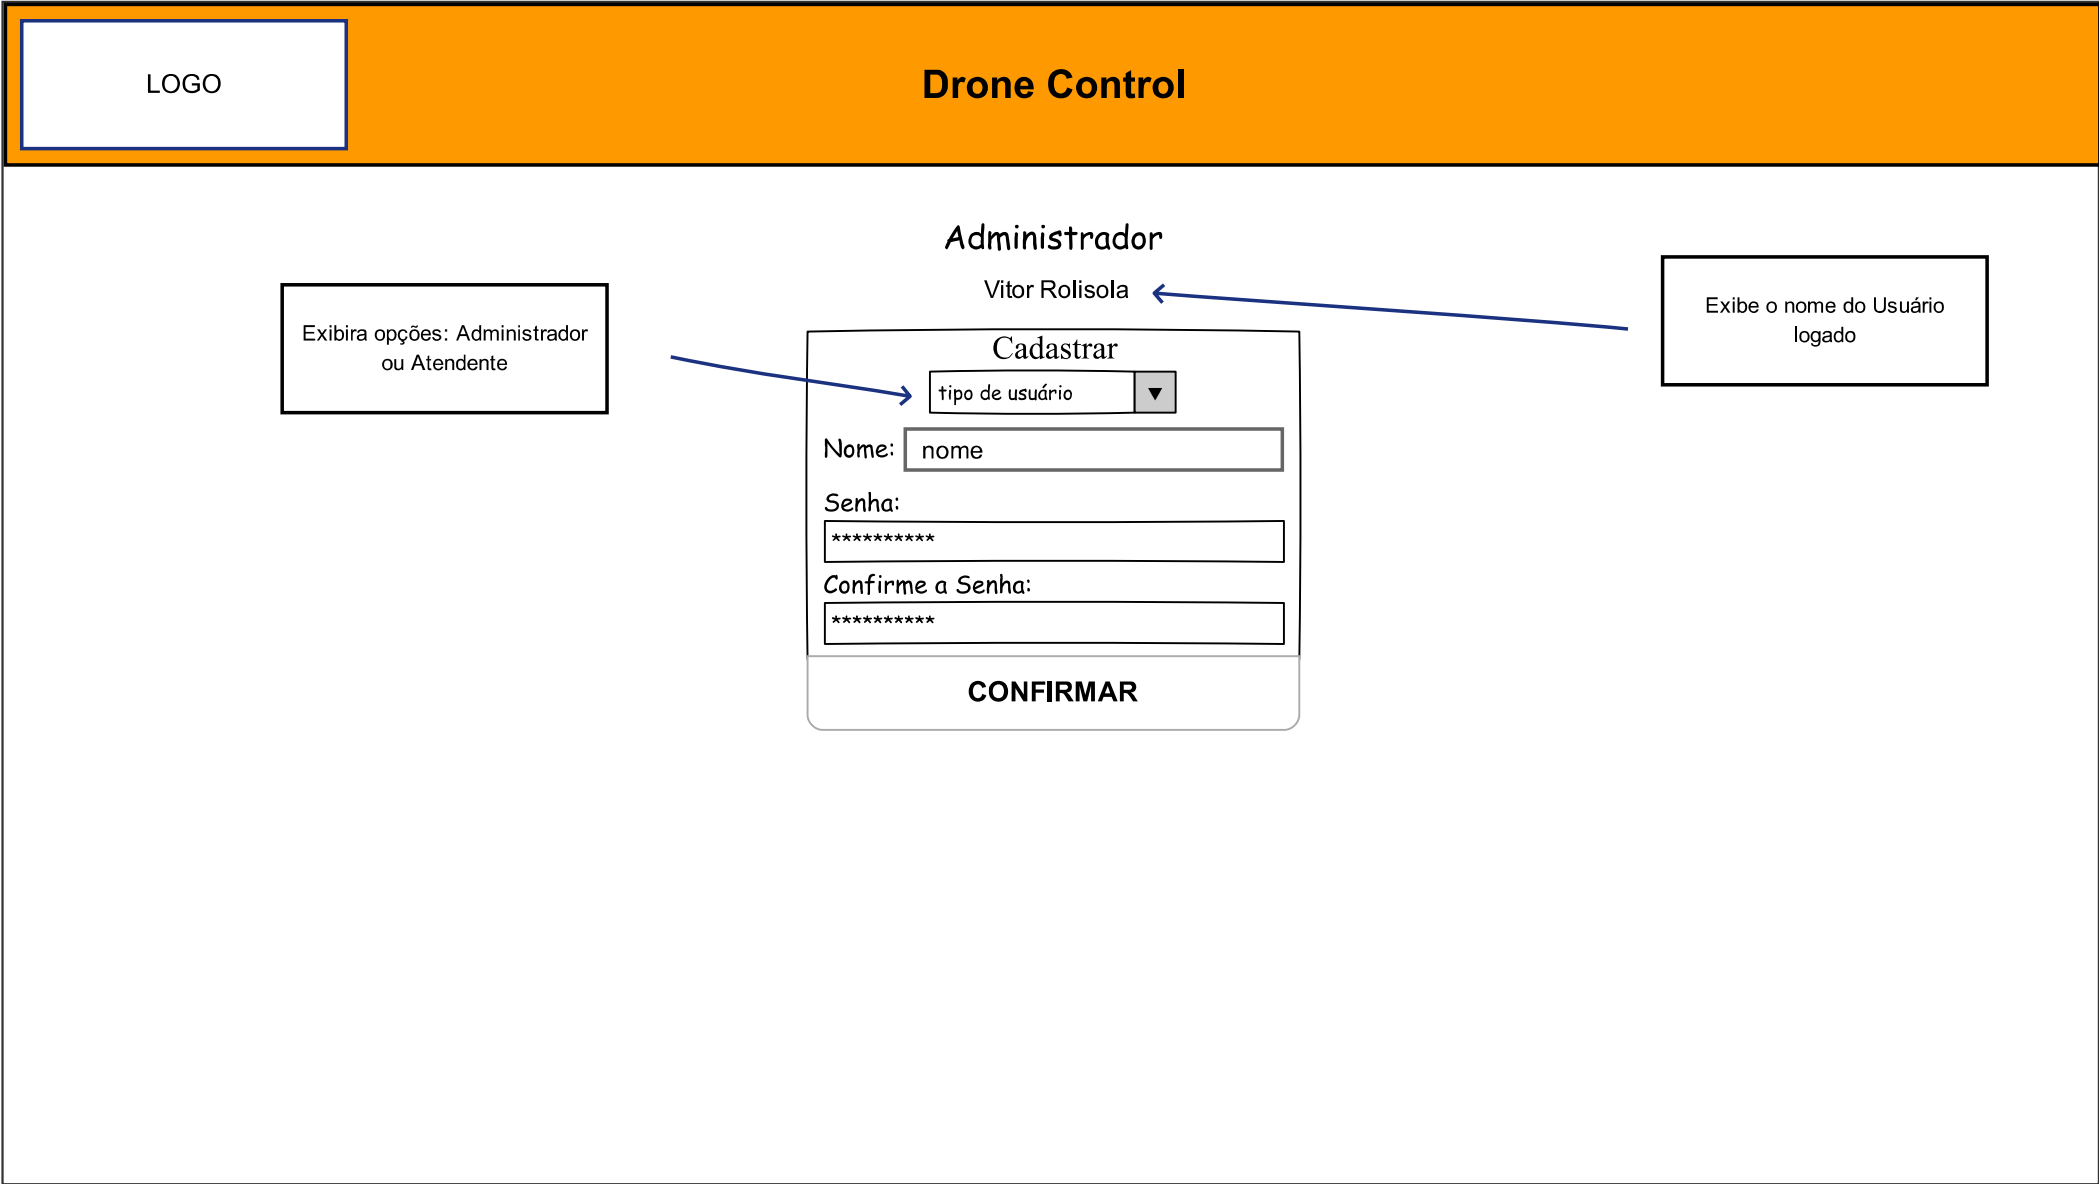 LOGO
Drone Control
Administrador
Vitor Rolisola
Exibira opções: Administrador
ou Atendente
Exibe o nome do Usuário
logado
Cadastrar
tipo de usuário ▼
Nome: nome
Senha:
**********
Confirme a Senha:
**********
CONFIRMAR